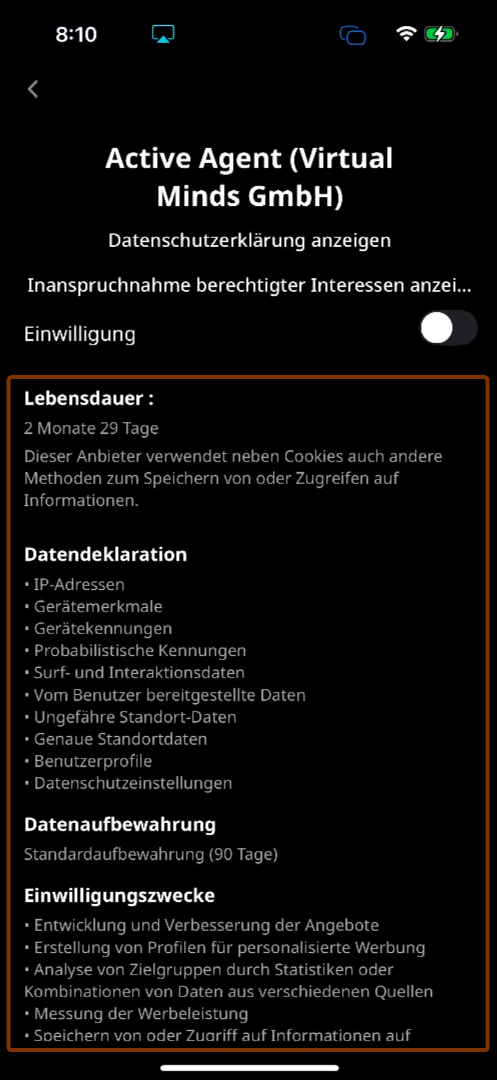 8:10
Active Agent (Virtual
Minds GmbH)
Datenschutzerklärung anzeigen
Inanspruchnahme berechtigter Interessen anzei...
Einwilligung
Lebensdauer :
2 Monate 29 Tage
Dieser Anbieter verwendet neben Cookies auch andere
Methoden zum Speichern von oder Zugreifen auf
Informationen.
Datendeklaration
• IP-Adressen
• Gerätemerkmale
• Gerätekennungen
• Probabilistische Kennungen
• Surf- und Interaktionsdaten
• Vom Benutzer bereitgestellte Daten
• Ungefähre Standort-Daten
• Genaue Standortdaten
• Benutzerprofile
• Datenschutzeinstellungen
Datenaufbewahrung
Standardaufbewahrung (90 Tage)
Einwilligungszwecke
• Entwicklung und Verbesserung der Angebote
• Erstellung von Profilen für personalisierte Werbung
• Analyse von Zielgruppen durch Statistiken oder
Kombinationen von Daten aus verschiedenen Quellen
• Messung der Werbeleistung
• Speichern von oder Zugriff auf Informationen auf